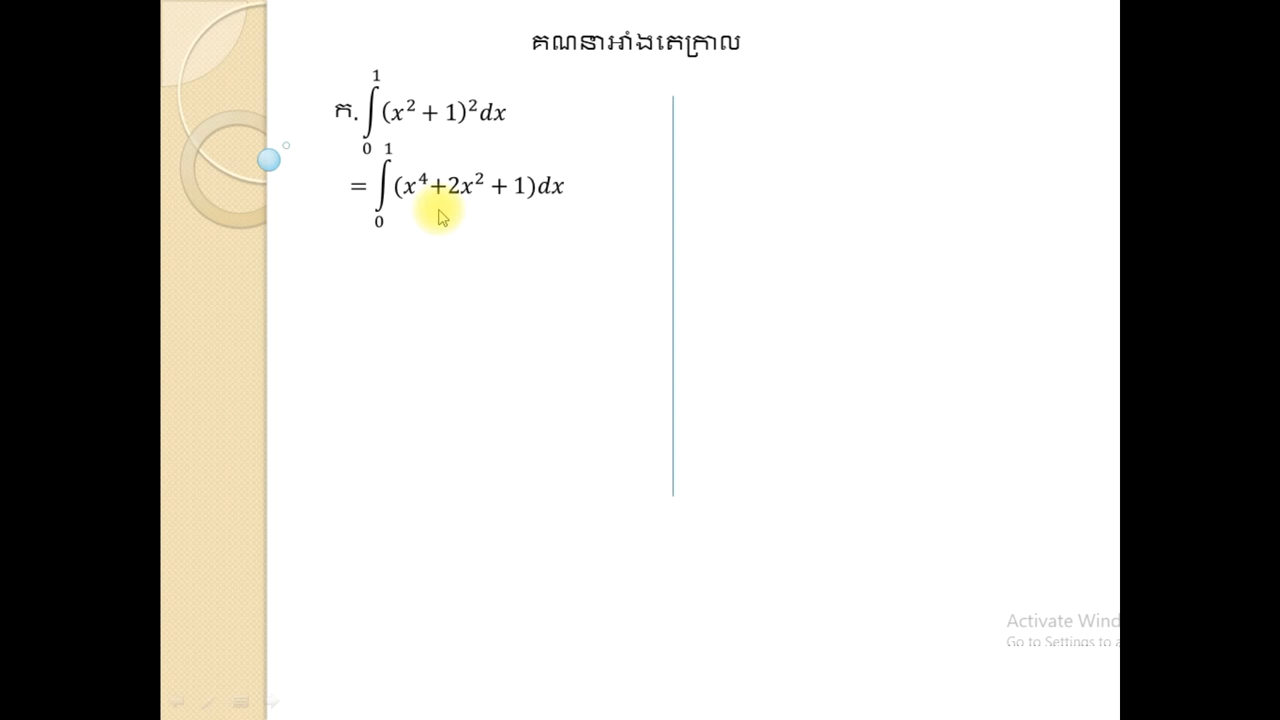 គណនាអាំងតេក្រាល
ក. ∫₀¹ (x² + 1)² dx
= ∫₀¹ (x⁴+2x² + 1)dx
Activate Wind
Go to Settings to a